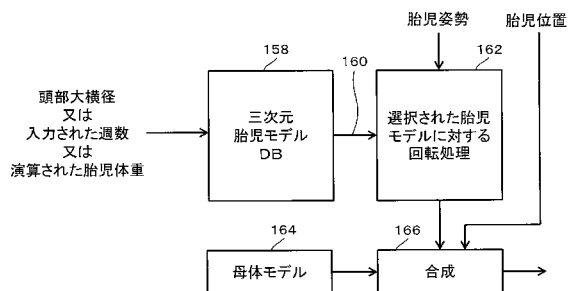 胎児姿勢
胎児位置
158
160
162
頭部大横径
又は
入力された週数
又は
演算された胎児体重
三次元
胎児モデル
DB
選択された胎児
モデルに対する
回転処理
164
166
母体モデル
合成